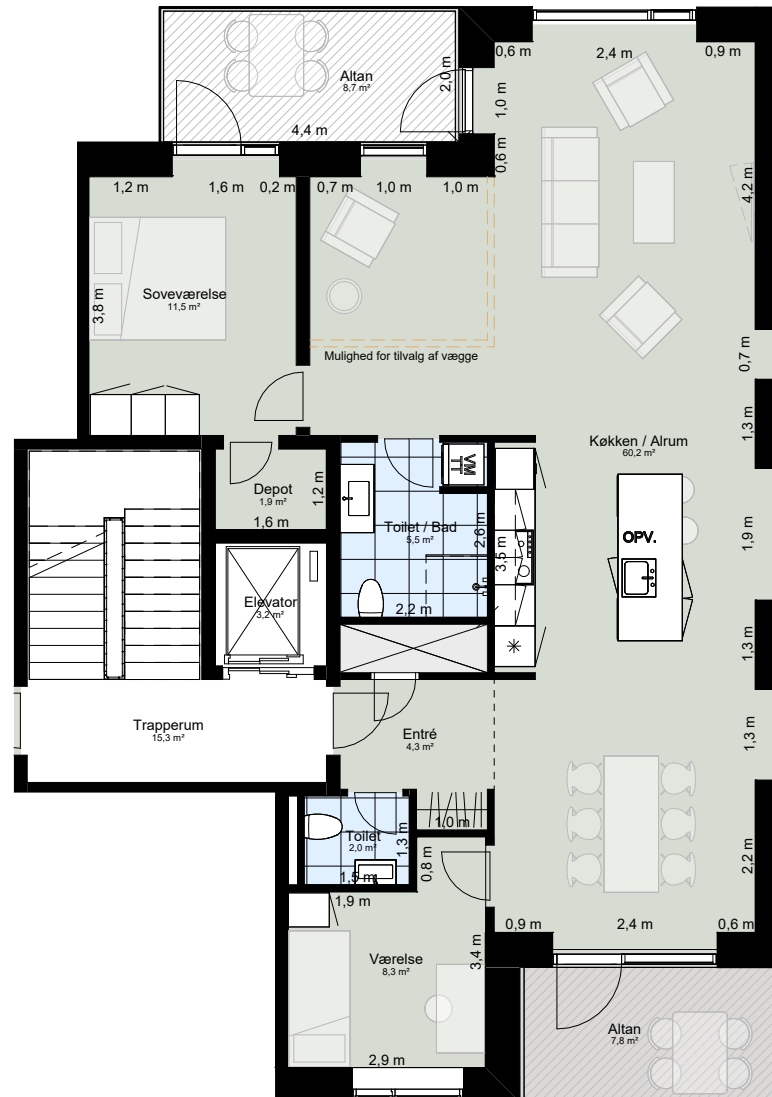 0,6 m
2,4 m
0,9 m
Altan
8,7 m²
2,0 m
1,0 m
4,4 m
0,6 m
1,2 m
1,6 m
0,2 m
0,7 m
1,0 m
1,0 m
4,2 m
Soveværelse
11,5 m²
3,8 m
Mulighed for tilvalg af vægge
0,7 m
1,3 m
Køkken / Alrum
60,2 m²
VM
TT
Depot
1,9 m²
1,2 m
1,6 m
Toilet / Bad
5,5 m²
2,6 m
3,5 m
OPV.
1,9 m
Elevator
3,2 m²
2,2 m
1,3 m
Trapperum
15,3 m²
Entré
4,3 m²
1,3 m
1,0 m
Toilet
2,0 m²
1,3 m
1,5 m
0,8 m
2,2 m
1,9 m
0,9 m
2,4 m
0,6 m
Værelse
8,3 m²
3,4 m
2,9 m
Altan
7,8 m²